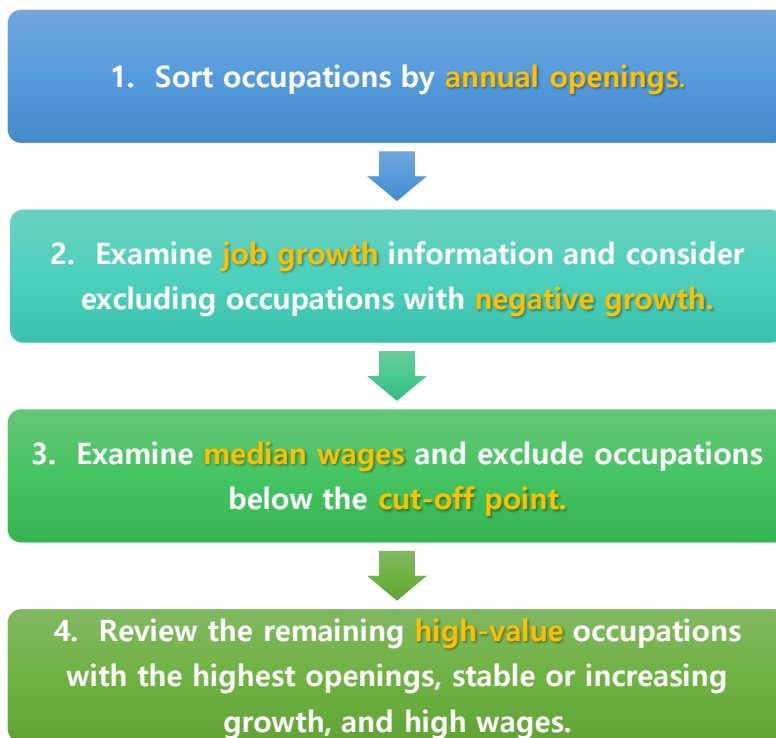 1. Sort occupations by annual openings.
2. Examine job growth information and consider
excluding occupations with negative growth.
3. Examine median wages and exclude occupations
below the cut-off point.
4. Review the remaining high-value occupations
with the highest openings, stable or increasing
growth, and high wages.